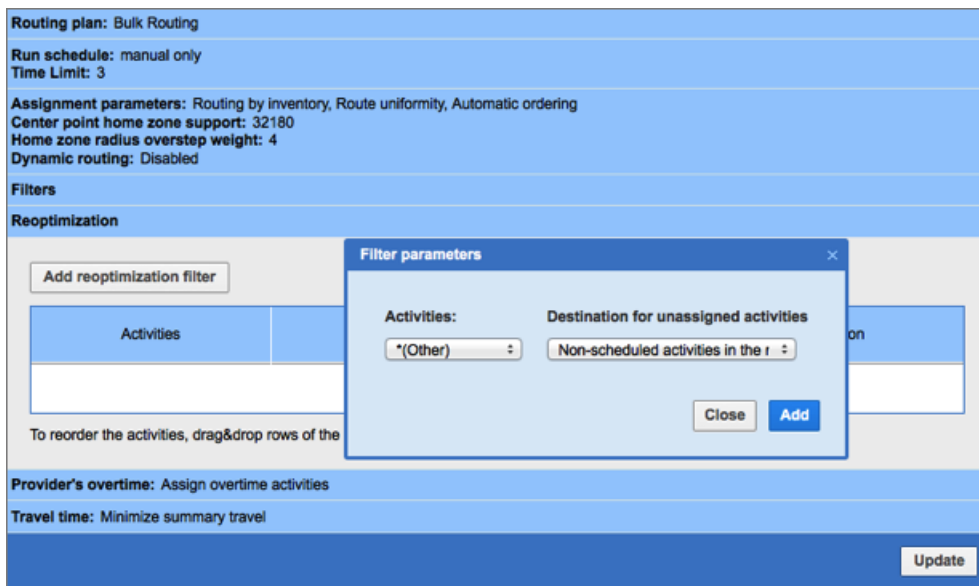 Routing plan: Bulk Routing
Run schedule: manual only
Time Limit: 3
Assignment parameters: Routing by inventory, Route uniformity, Automatic ordering
Center point home zone support: 32180
Home zone radius overstep weight: 4
Dynamic routing: Disabled
Filters
Reoptimization
Filter parameters ×
Add reoptimization filter
Activities: Destination for unassigned activities
Activities on
*(Other) Non-scheduled activities in the r
Close Add
To reorder the activities, drag&drop rows of the
Provider's overtime: Assign overtime activities
Travel time: Minimize summary travel
Update